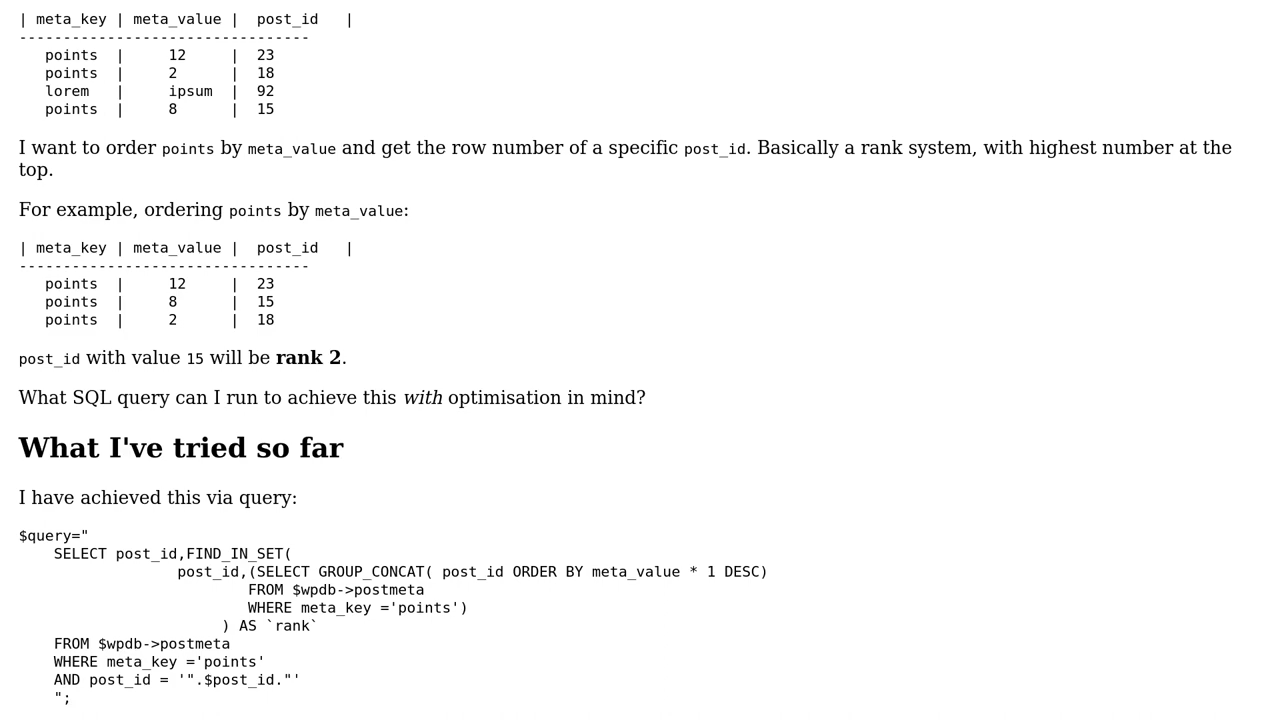 | meta_key | meta_value |  post_id   |
---------------------------------
   points  |     12     |  23
   points  |     2      |  18
   lorem   |     ipsum  |  92
   points  |     8      |  15
I want to order points by meta_value and get the row number of a specific post_id. Basically a rank system, with highest number at the
top.
For example, ordering points by meta_value:
| meta_key | meta_value |  post_id   |
---------------------------------
   points  |     12     |  23
   points  |     8      |  15
   points  |     2      |  18
post_id with value 15 will be rank 2.
What SQL query can I run to achieve this with optimisation in mind?
What I've tried so far
I have achieved this via query:
$query="
    SELECT post_id,FIND_IN_SET(
                  post_id,(SELECT GROUP_CONCAT( post_id ORDER BY meta_value * 1 DESC)
                          FROM $wpdb->postmeta
                          WHERE meta_key ='points')
                       ) AS `rank`
    FROM $wpdb->postmeta
    WHERE meta_key ='points'
    AND post_id = '".$post_id."'
    ";